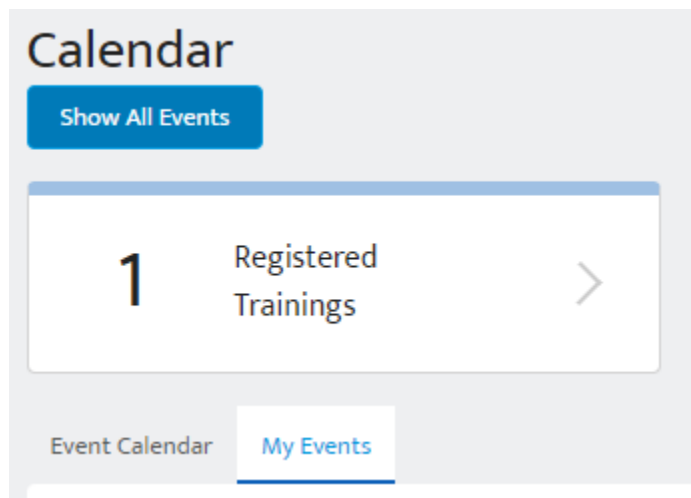 Calendar
Show All Events
1
Registered
Trainings
Event Calendar
My Events